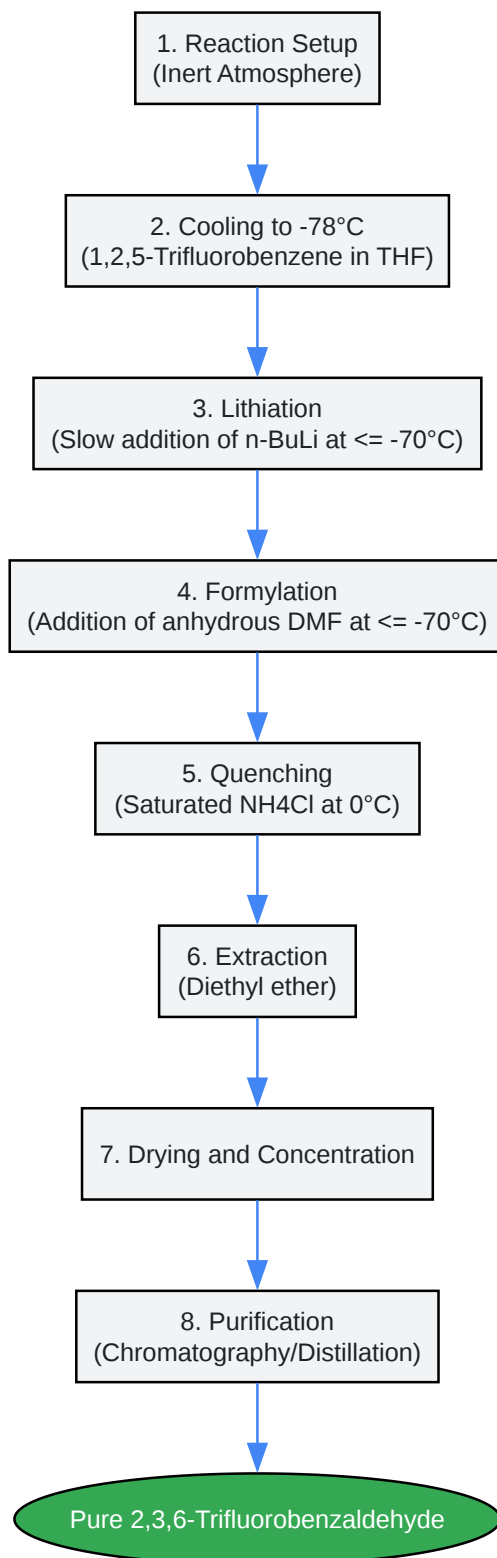 1. Reaction Setup
(Inert Atmosphere)
2. Cooling to -78°C
(1,2,5-Trifluorobenzene in THF)
3. Lithiation
(Slow addition of n-BuLi at <= -70°C)
4. Formylation
(Addition of anhydrous DMF at <= -70°C)
5. Quenching
(Saturated NH4Cl at 0°C)
6. Extraction
(Diethyl ether)
7. Drying and Concentration
8. Purification
(Chromatography/Distillation)
Pure 2,3,6-Trifluorobenzaldehyde